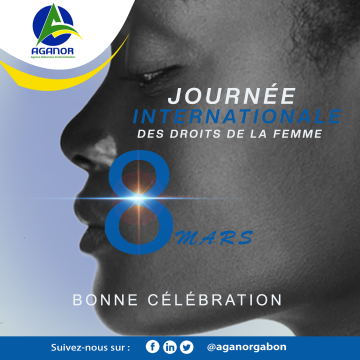 AGANOR
JOURNÉE
INTERNATIONALE
DES DROITS DE LA FEMME
8
MARS
BONNE CÉLÉBRATION
Suivez-nous sur :
@aganorgabon